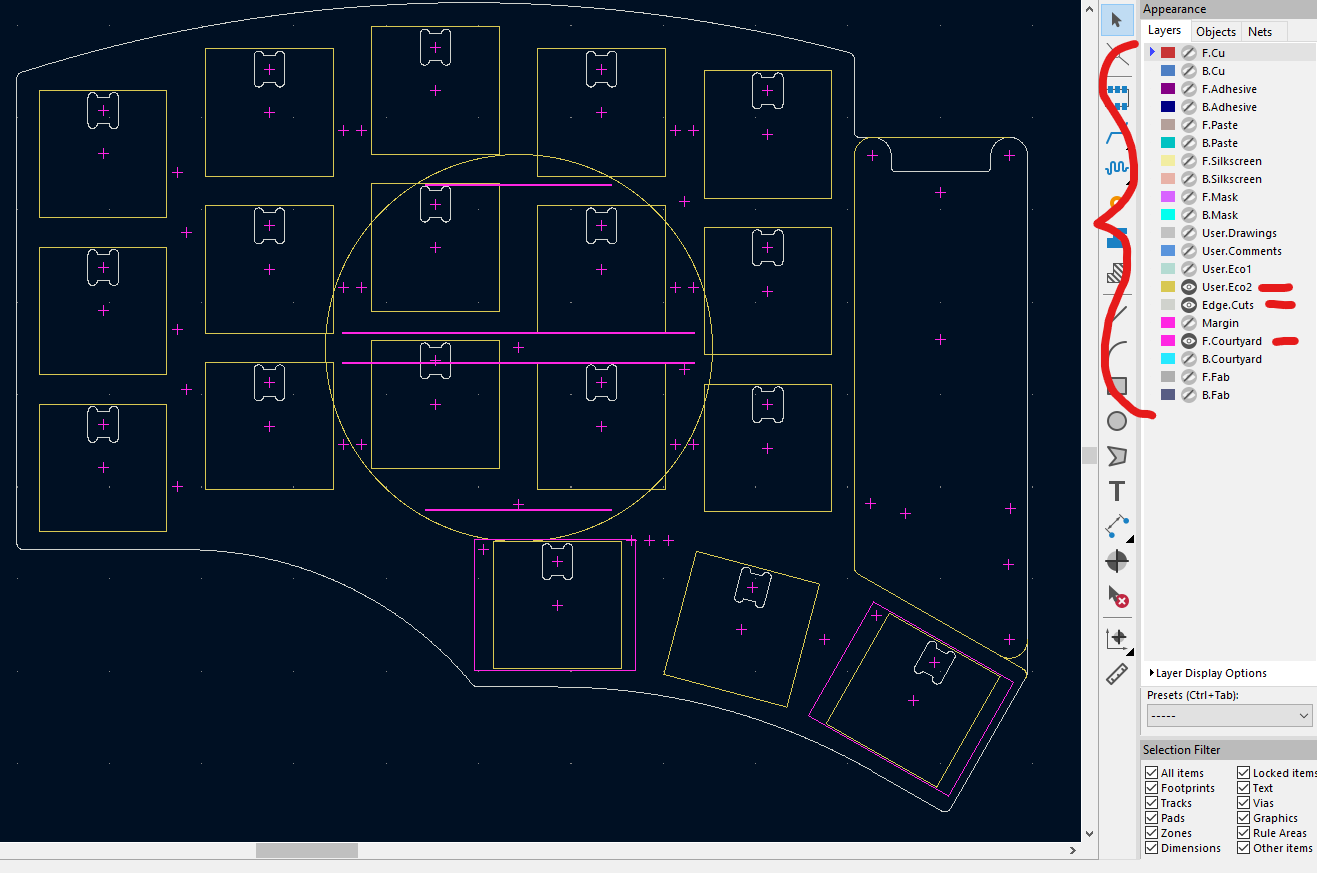 Appearance
Layers Objects Nets
F.Cu
B.Cu
F.Adhesive
B.Adhesive
F.Paste
B.Paste
F.Silkscreen
B.Silkscreen
F.Mask
B.Mask
User.Drawings
User.Comments
User.Eco1
User.Eco2
Edge.Cuts
Margin
F.Courtyard
B.Courtyard
F.Fab
B.Fab
Layer Display Options
Presets (Ctrl+Tab):
-----
Selection Filter
All items Locked items
Footprints Text
Tracks Vias
Pads Graphics
Zones Rule Areas
Dimensions Other items